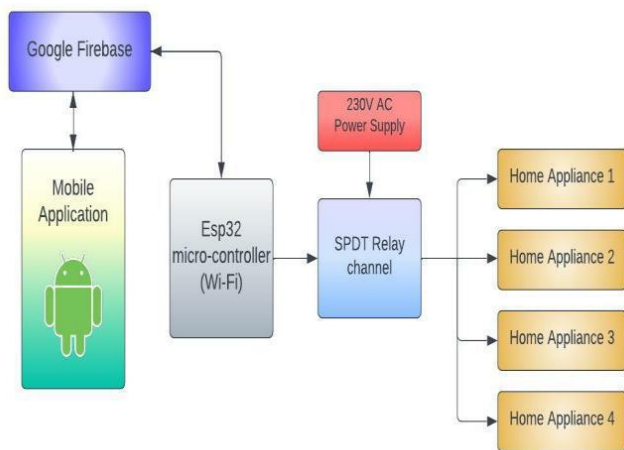 Google Firebase
230V AC
Power Supply
Mobile
Application
Esp32
micro-controller
(Wi-Fi)
SPDT Relay
channel
Home Appliance 1
Home Appliance 2
Home Appliance 3
Home Appliance 4